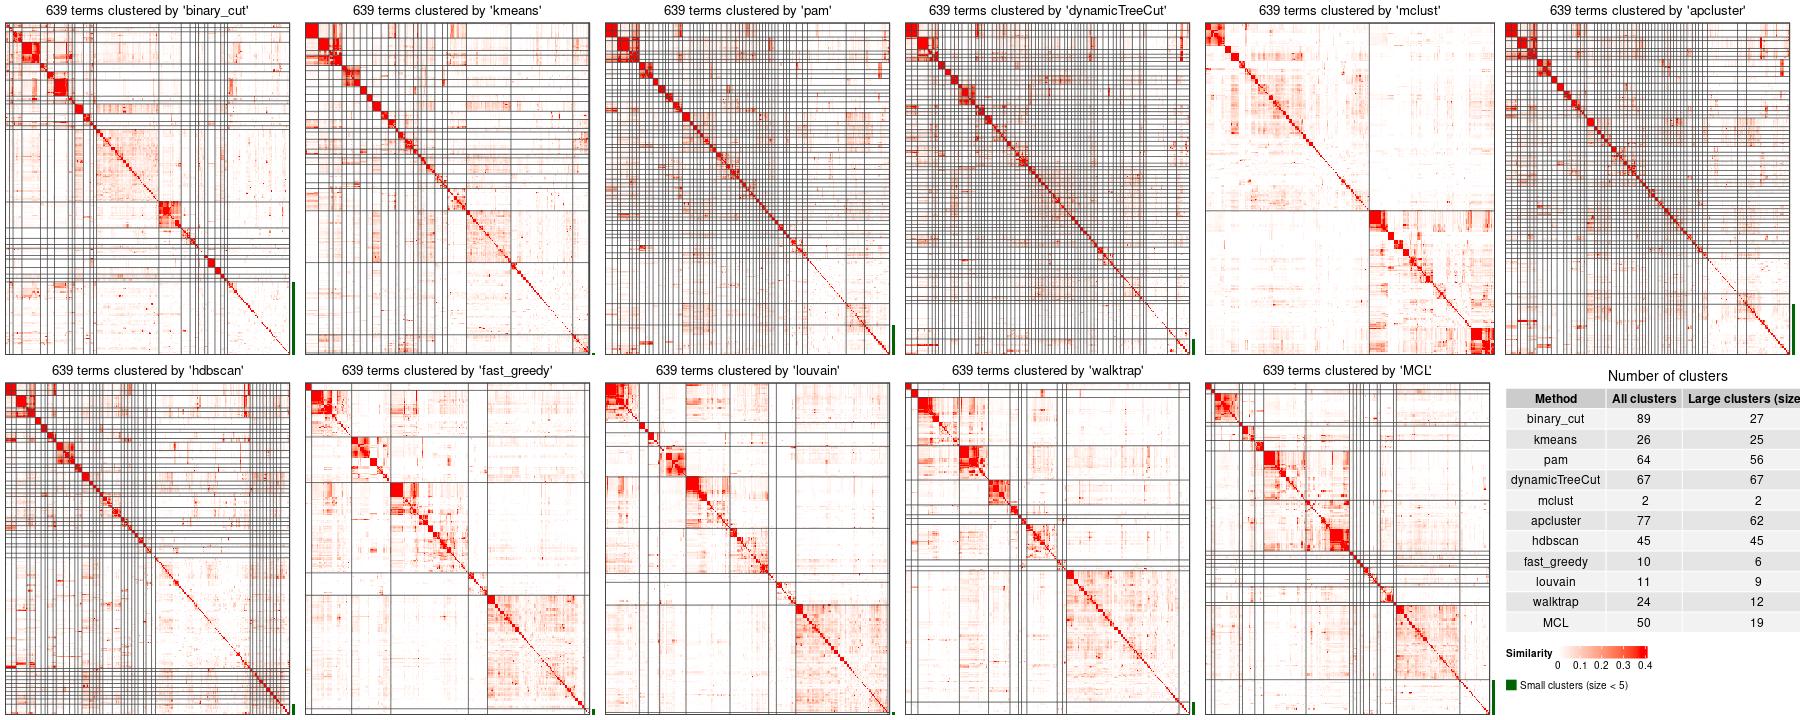 639 terms clustered by 'binary_cut'
639 terms clustered by 'kmeans'
639 terms clustered by 'pam'
639 terms clustered by 'dynamicTreeCut'
639 terms clustered by 'mclust'
639 terms clustered by 'apcluster'
639 terms clustered by 'hdbscan'
639 terms clustered by 'fast_greedy'
639 terms clustered by 'louvain'
639 terms clustered by 'walktrap'
639 terms clustered by 'MCL'
Number of clusters
Method All clusters Large clusters (size
binary_cut 89 27
kmeans 26 25
pam 64 56
dynamicTreeCut 67 67
mclust 2 2
apcluster 77 62
hdbscan 45 45
fast_greedy 10 6
louvain 11 9
walktrap 24 12
MCL 50 19
Similarity
0 0.1 0.2 0.3 0.4
Small clusters (size < 5)